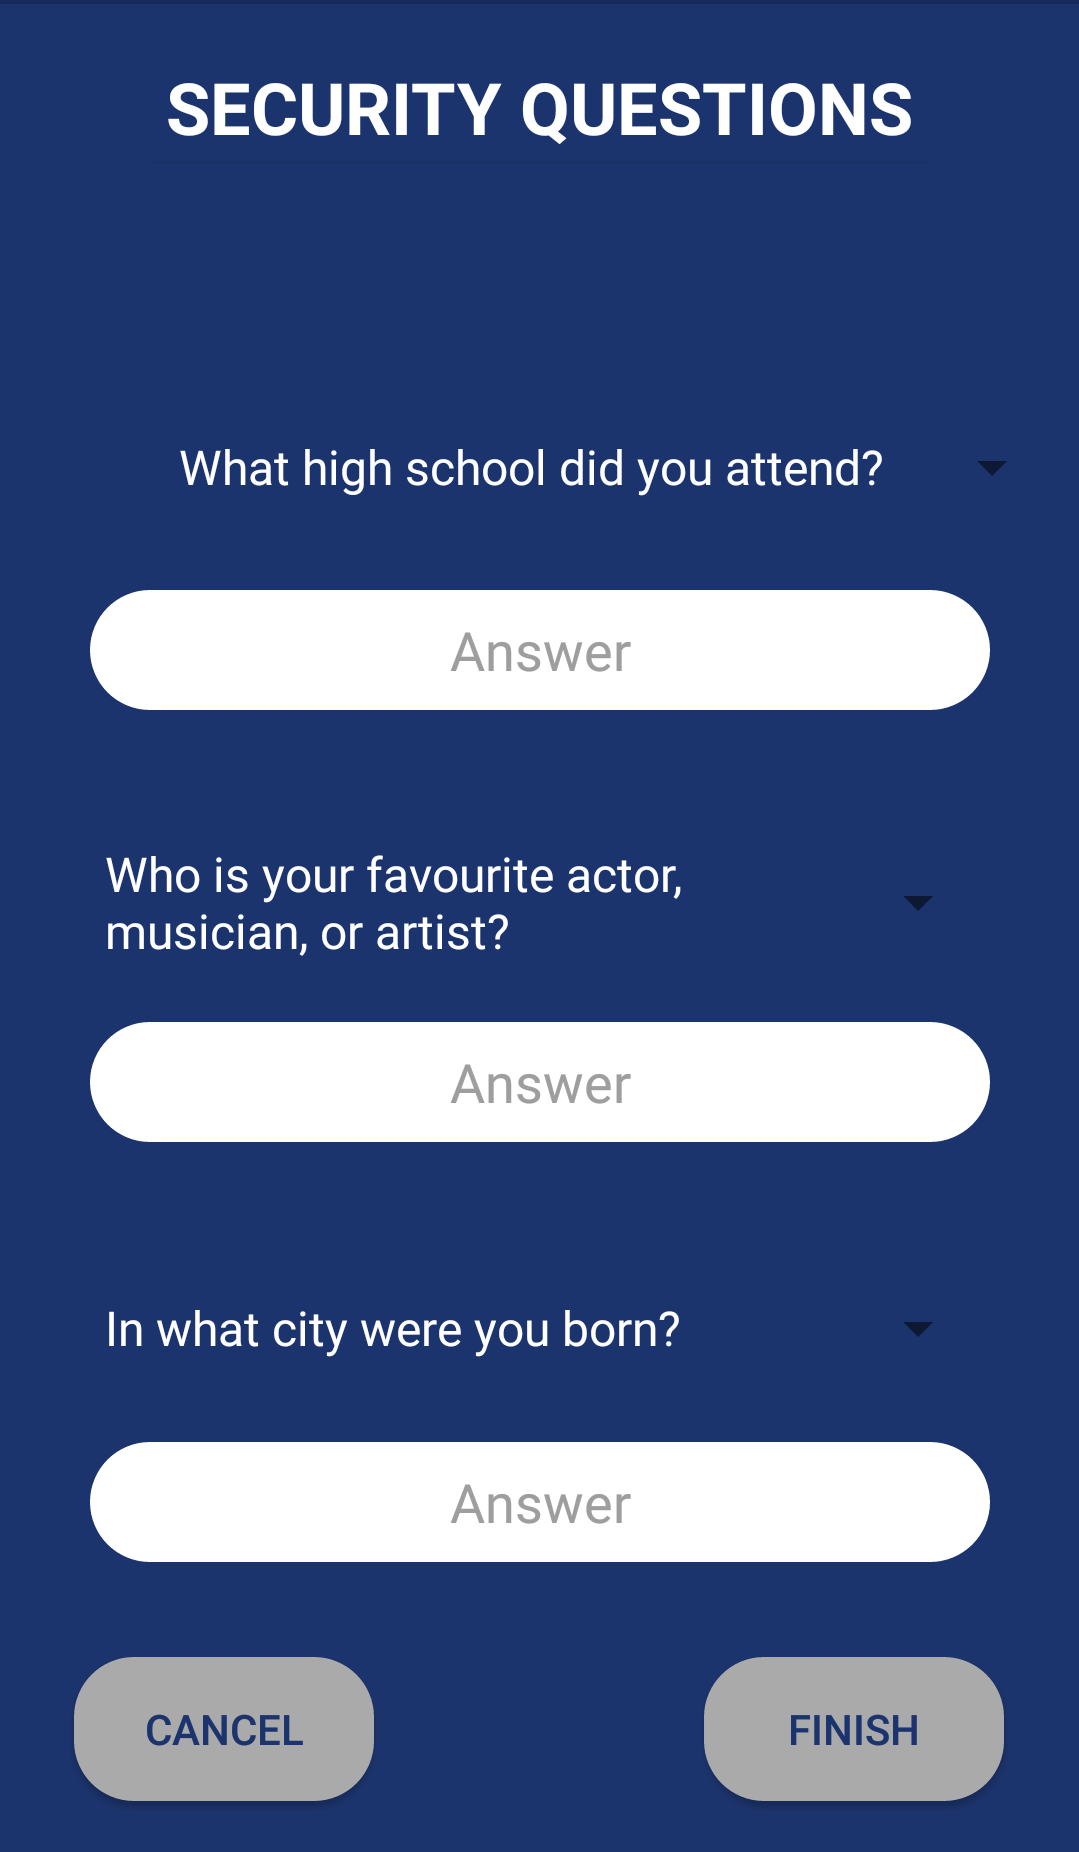 SECURITY QUESTIONS
What high school did you attend?
Answer
Who is your favourite actor,
musician, or artist?
Answer
In what city were you born?
Answer
CANCEL
FINISH